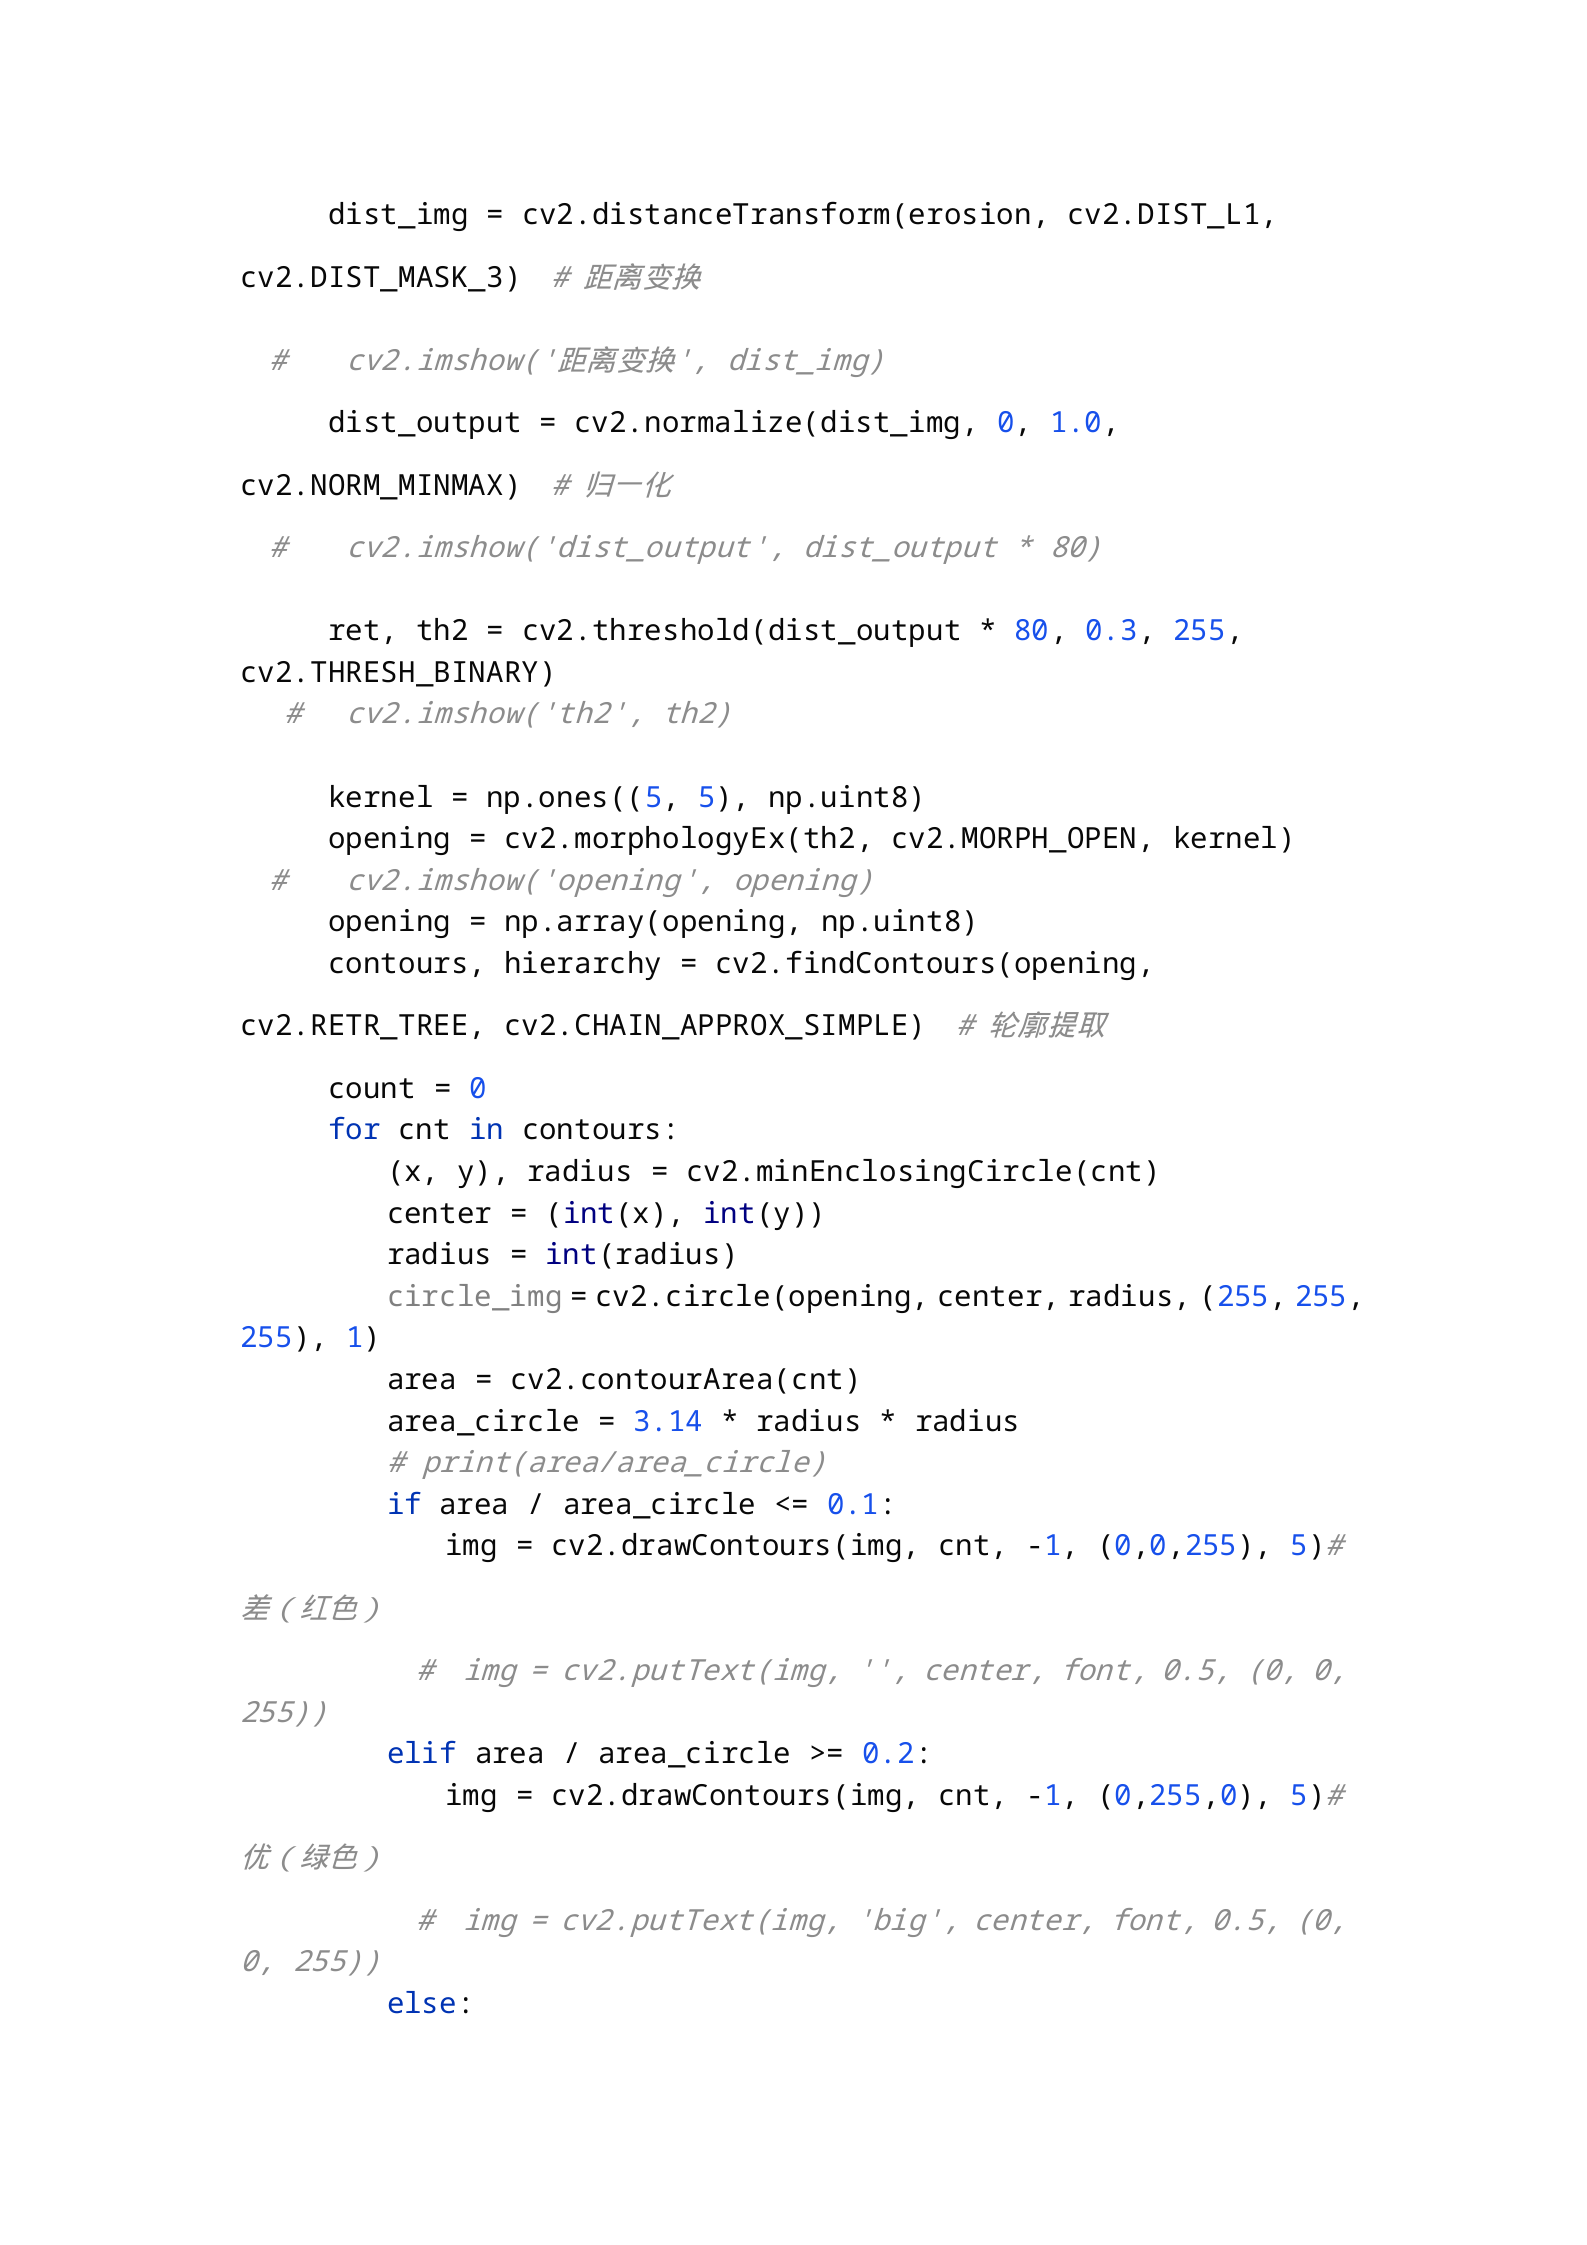 dist_img = cv2.distanceTransform(erosion, cv2.DIST_L1,
cv2.DIST_MASK_3)  # 距离变换
#    cv2.imshow('距离变换', dist_img)
dist_output = cv2.normalize(dist_img, 0, 1.0,
cv2.NORM_MINMAX)  # 归一化
#    cv2.imshow('dist_output', dist_output * 80)
ret, th2 = cv2.threshold(dist_output * 80, 0.3, 255,
cv2.THRESH_BINARY)
#   cv2.imshow('th2', th2)
kernel = np.ones((5, 5), np.uint8)
opening = cv2.morphologyEx(th2, cv2.MORPH_OPEN, kernel)
#    cv2.imshow('opening', opening)
opening = np.array(opening, np.uint8)
contours, hierarchy = cv2.findContours(opening,
cv2.RETR_TREE, cv2.CHAIN_APPROX_SIMPLE)  # 轮廓提取
count = 0
for cnt in contours:
(x, y), radius = cv2.minEnclosingCircle(cnt)
center = (int(x), int(y))
radius = int(radius)
circle_img = cv2.circle(opening, center, radius, (255, 255,
255), 1)
area = cv2.contourArea(cnt)
area_circle = 3.14 * radius * radius
# print(area/area_circle)
if area / area_circle <= 0.1:
img = cv2.drawContours(img, cnt, -1, (0,0,255), 5)#
差（红色）
#  img = cv2.putText(img, '', center, font, 0.5, (0, 0,
255))
elif area / area_circle >= 0.2:
img = cv2.drawContours(img, cnt, -1, (0,255,0), 5)#
优（绿色）
#  img = cv2.putText(img, 'big', center, font, 0.5, (0,
0, 255))
else: